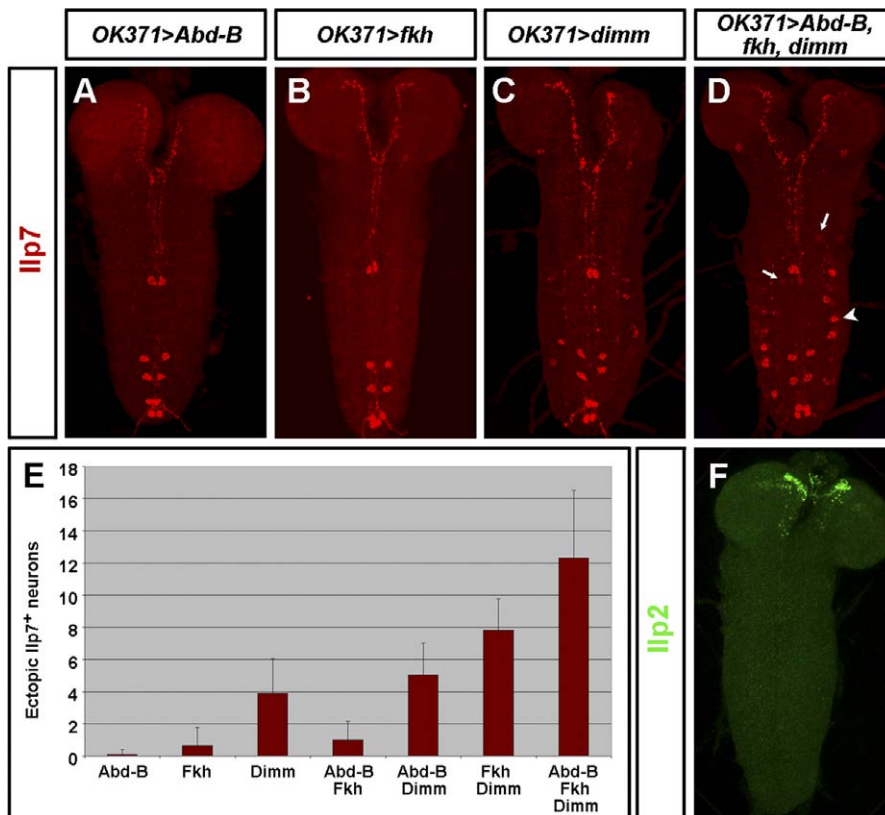 OK371>Abd-B
OK371>fkh
OK371>dimm
OK371>Abd-B,
fkh, dimm
Ilp7
A
B
C
D
E
Ectopic Ilp7+ neurons
18
16
14
12
10
8
6
4
2
0
Abd-B
Fkh
Dimm
Abd-B
Fkh
Abd-B
Dimm
Fkh
Dimm
Abd-B
Fkh
Dimm
Ilp2
F